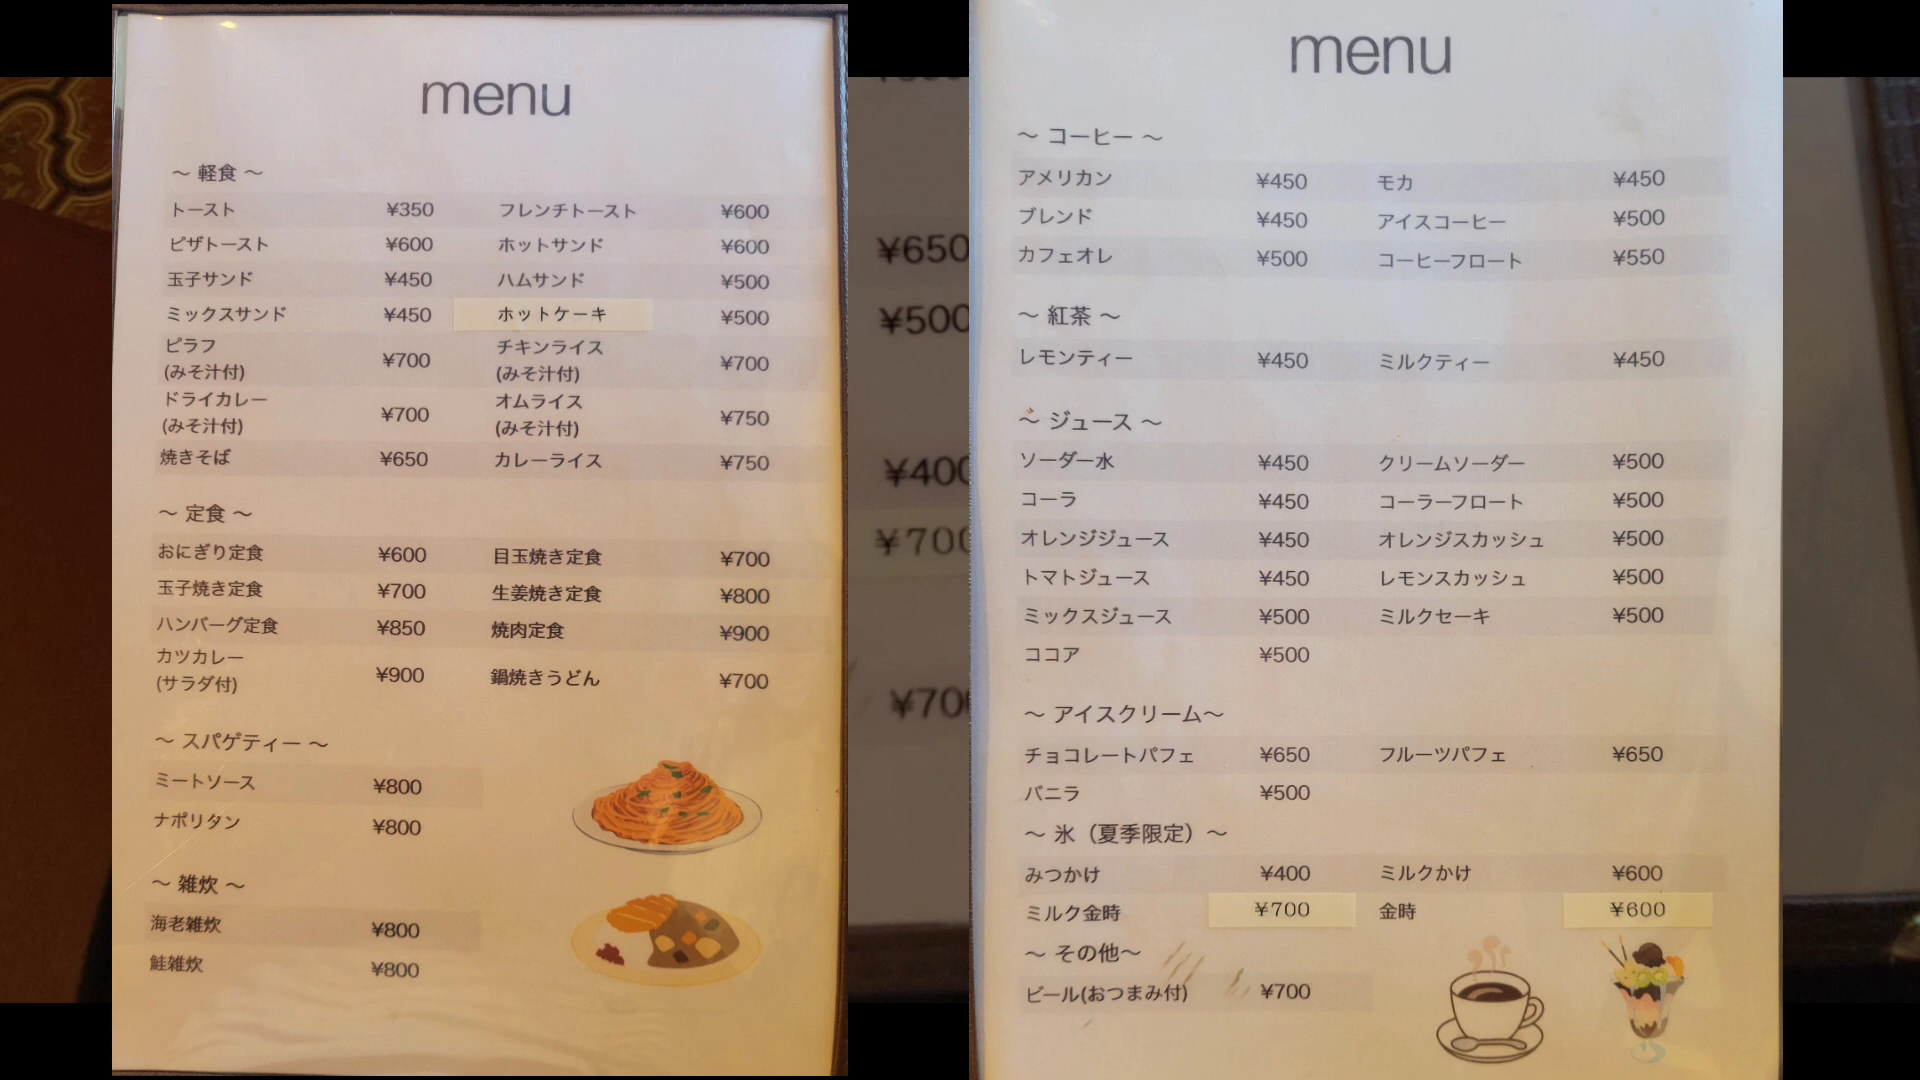 menu
～ 軽食 ～
トースト ¥350 フレンチトースト ¥600
ピザトースト ¥600 ホットサンド ¥600
玉子サンド ¥450 ハムサンド ¥500
ミックスサンド ¥450 ホットケーキ ¥500
ピラフ
(みそ汁付) ¥700 チキンライス
(みそ汁付) ¥700
ドライカレー
(みそ汁付) ¥700 オムライス
(みそ汁付) ¥750
焼きそば ¥650 カレーライス ¥750
～ 定食 ～
おにぎり定食 ¥600 目玉焼き定食 ¥700
玉子焼き定食 ¥700 生姜焼き定食 ¥800
ハンバーグ定食 ¥850 焼肉定食 ¥900
カツカレー
(サラダ付) ¥900 鍋焼きうどん ¥700
～ スパゲティー ～
ミートソース ¥800
ナポリタン ¥800
～ 雑炊 ～
海老雑炊 ¥800
鮭雑炊 ¥800
¥650
¥500
¥400
¥700
¥700
menu
～ コーヒー ～
アメリカン ¥450 モカ ¥450
ブレンド ¥450 アイスコーヒー ¥500
カフェオレ ¥500 コーヒーフロート ¥550
～ 紅茶 ～
レモンティー ¥450 ミルクティー ¥450
～ ジュース ～
ソーダー水 ¥450 クリームソーダー ¥500
コーラ ¥450 コーラーフロート ¥500
オレンジジュース ¥450 オレンジスカッシュ ¥500
トマトジュース ¥450 レモンスカッシュ ¥500
ミックスジュース ¥500 ミルクセーキ ¥500
ココア ¥500
～ アイスクリーム～
チョコレートパフェ ¥650 フルーツパフェ ¥650
バニラ ¥500
～ 氷（夏季限定）～
みつかけ ¥400 ミルクかけ ¥600
ミルク金時 ¥700 金時 ¥600
～ その他～
ビール(おつまみ付) ¥700